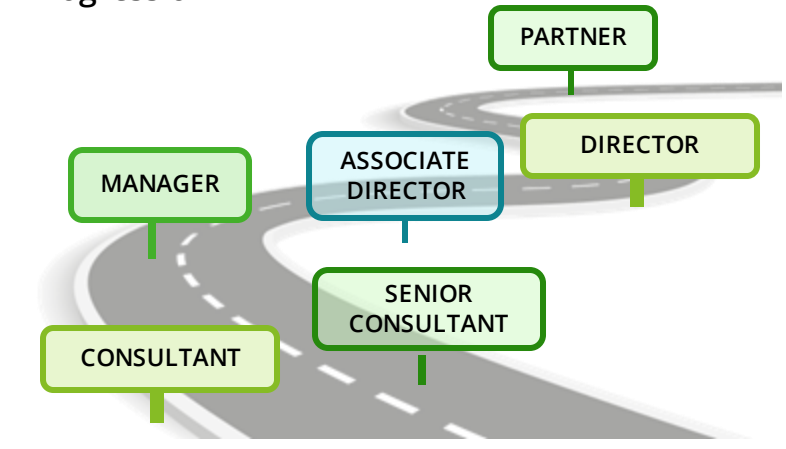 PARTNER
DIRECTOR
ASSOCIATE
DIRECTOR
MANAGER
SENIOR
CONSULTANT
CONSULTANT